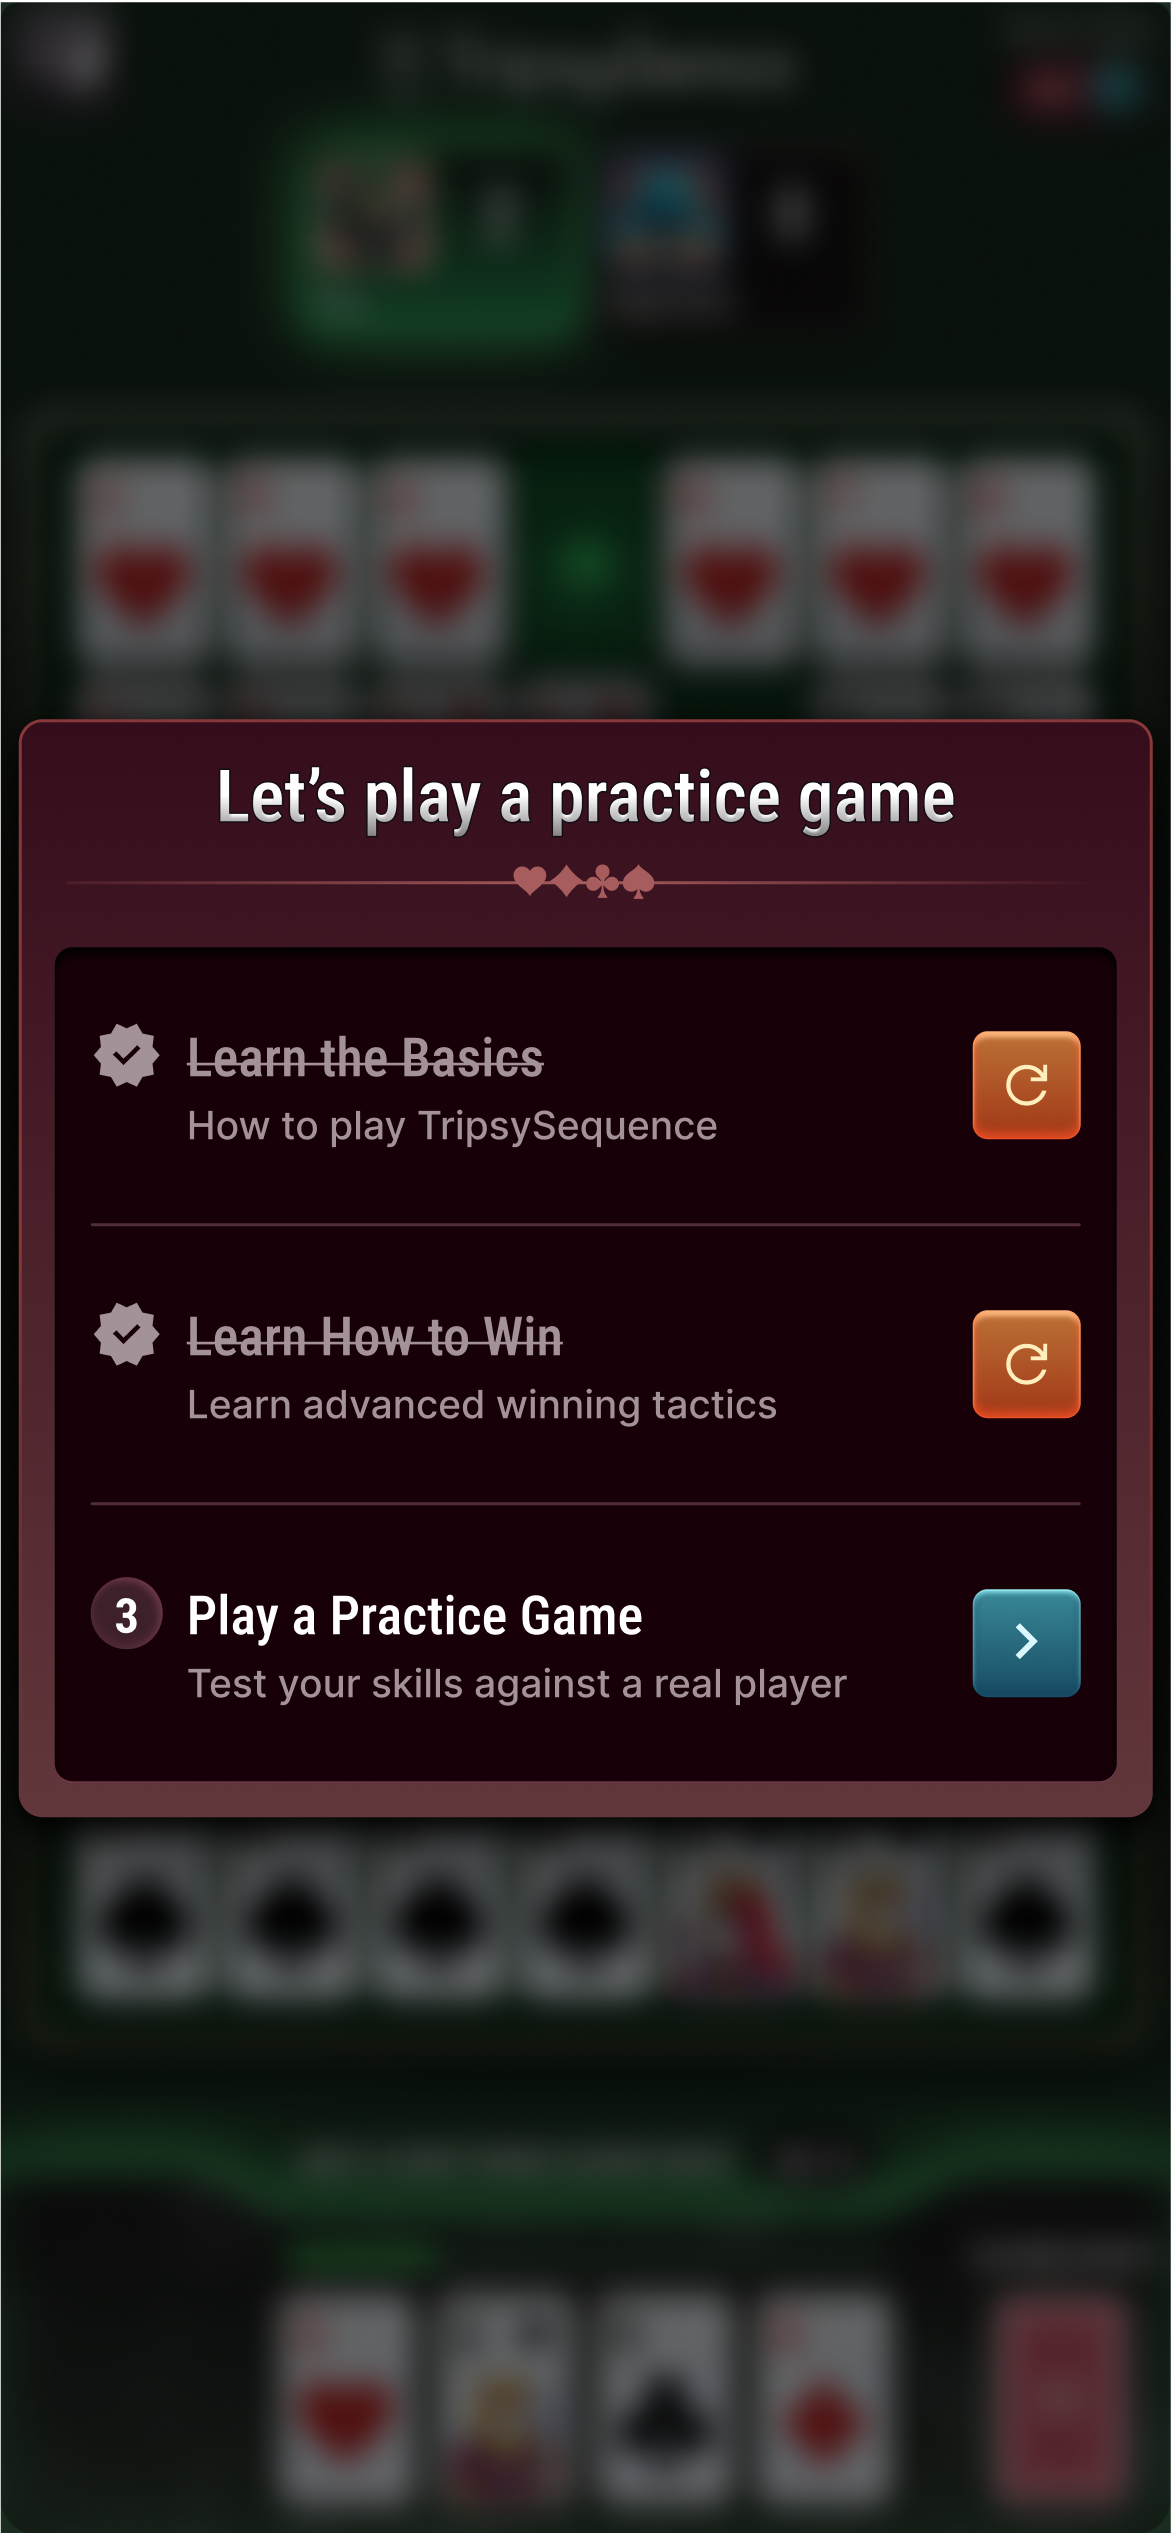 Let’s play a practice game
Learn the Basics
How to play TripsySequence
Learn How to Win
Learn advanced winning tactics
3
Play a Practice Game
Test your skills against a real player